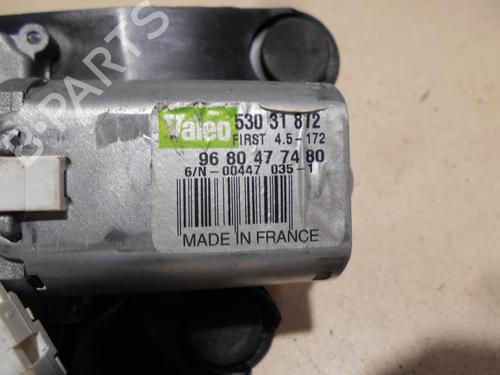 Valeo 530 31 812
FIRST 4.5-172
96 80 47 74 80
6/N-00447 035-1
MADE IN FRANCE
B-PARTS